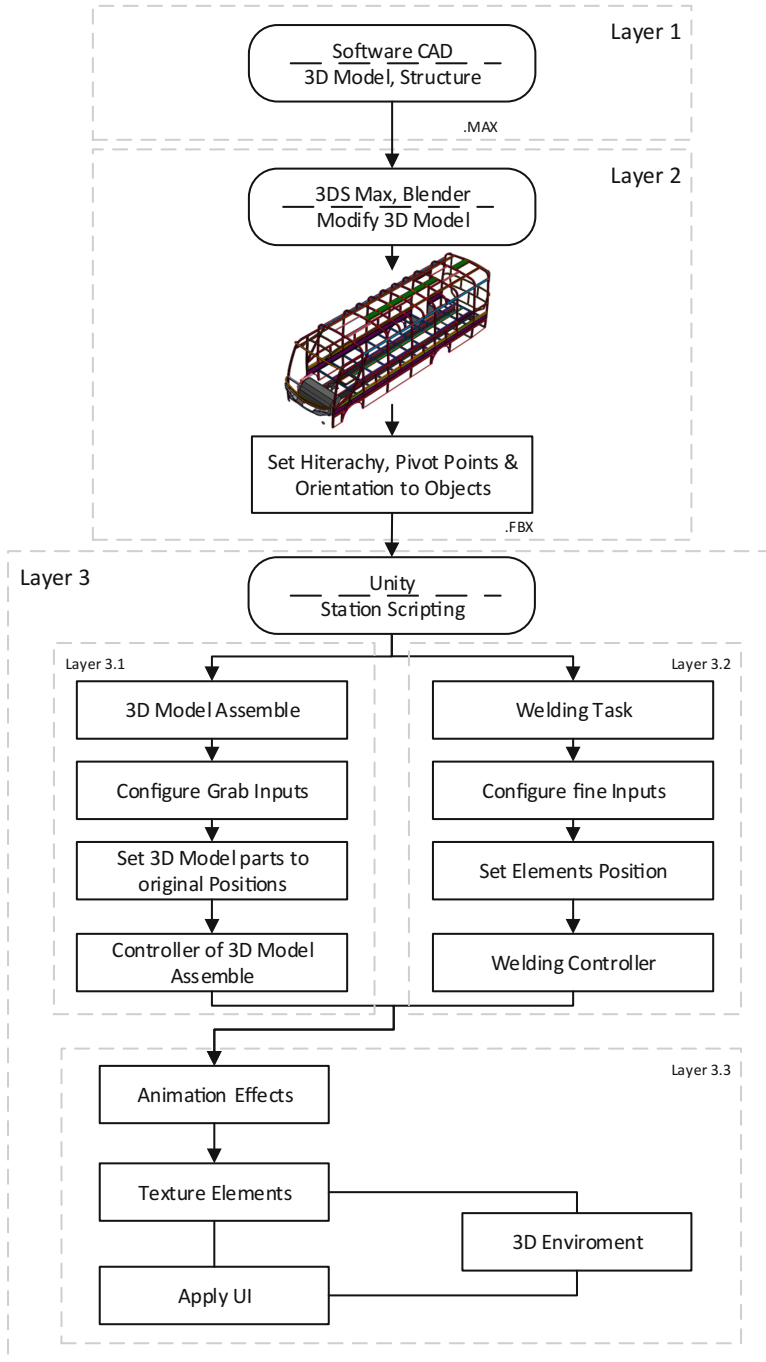 Layer 1
Software CAD
3D Model, Structure
.MAX
Layer 2
3DS Max, Blender
Modify 3D Model
Set Hiterachy, Pivot Points &
Orientation to Objects
.FBX
Layer 3
Unity
Station Scripting
Layer 3.1
3D Model Assemble
Configure Grab Inputs
Set 3D Model parts to
original Positions
Controller of 3D Model
Assemble
Layer 3.2
Welding Task
Configure fine Inputs
Set Elements Position
Welding Controller
Layer 3.3
Animation Effects
Texture Elements
3D Enviroment
Apply UI